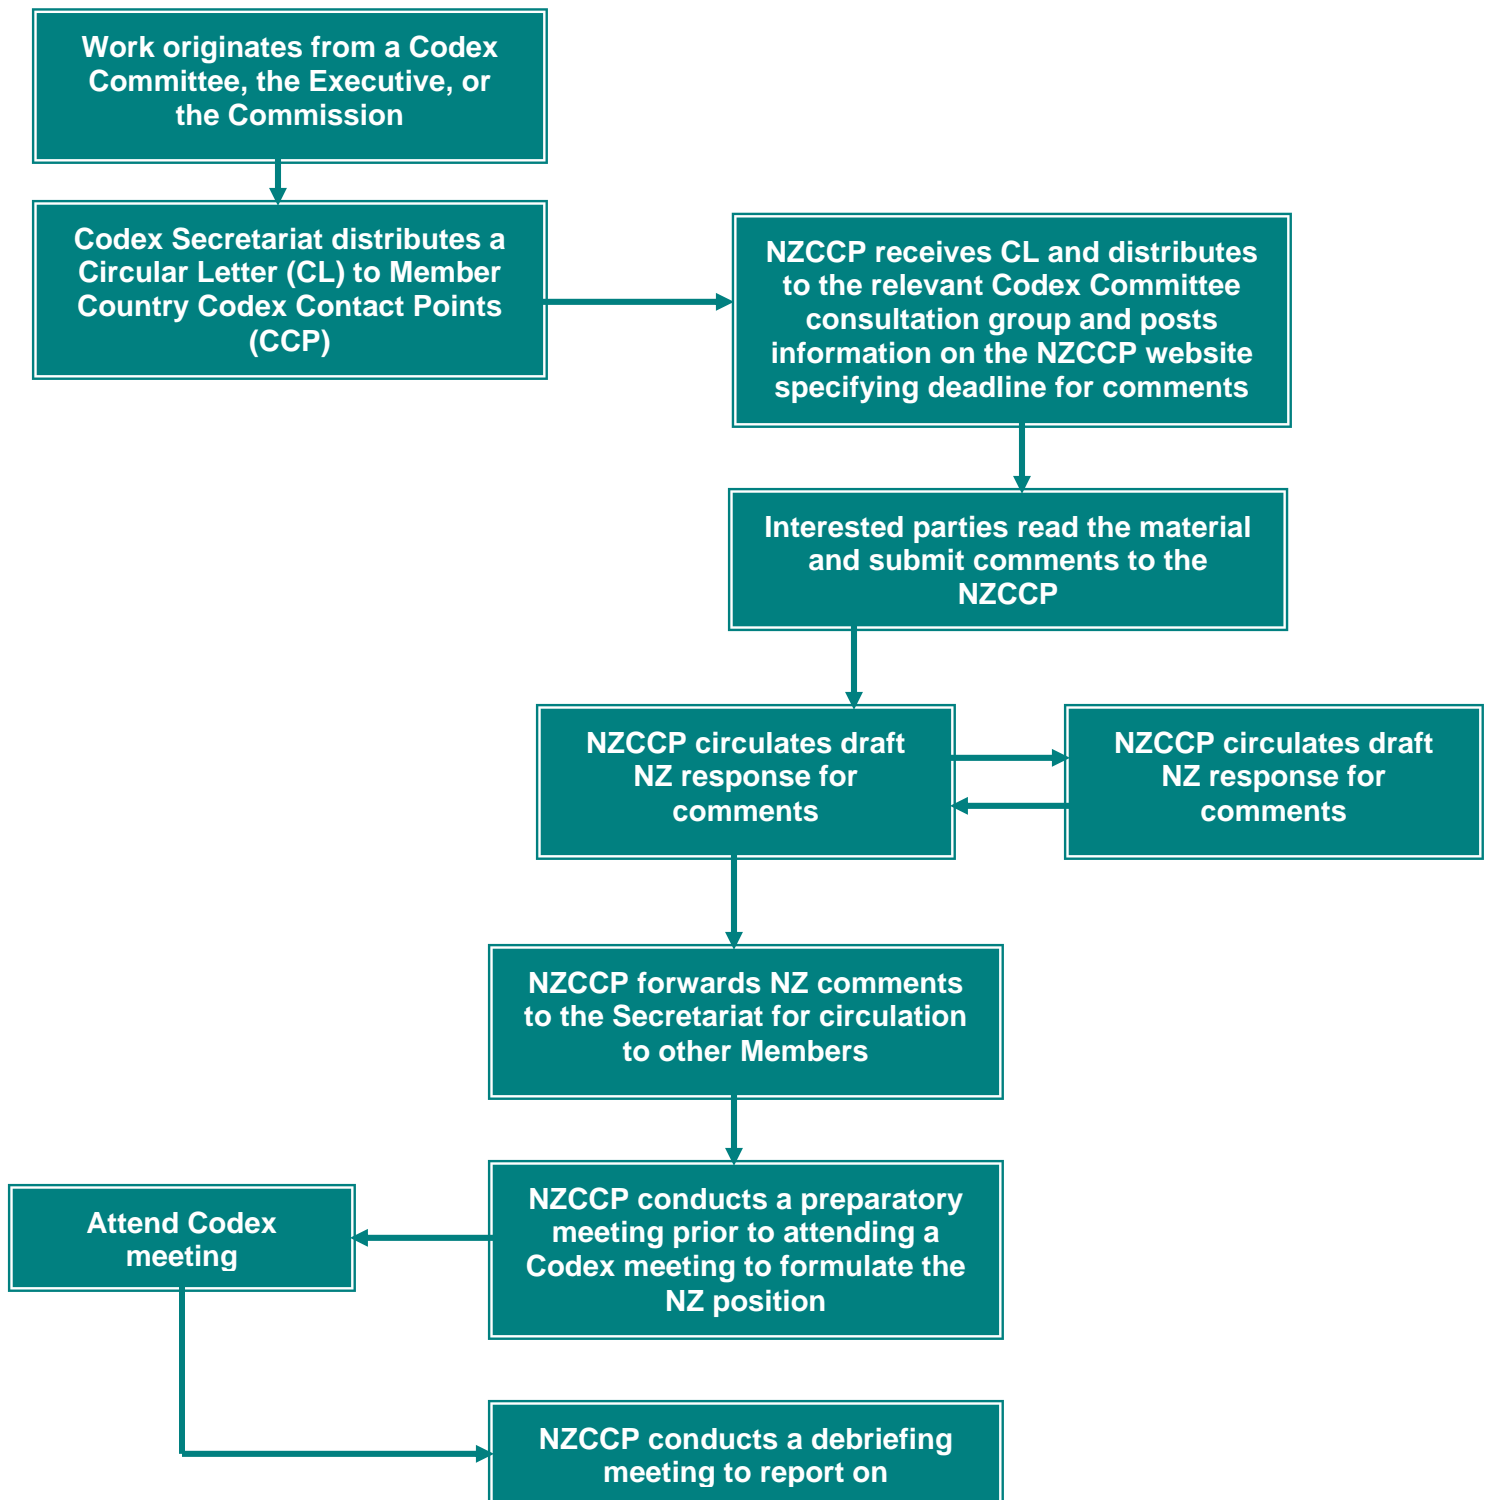 Work originates from a Codex
Committee, the Executive, or
the Commission
Codex Secretariat distributes a
Circular Letter (CL) to Member
Country Codex Contact Points
(CCP)
NZCCP receives CL and distributes
to the relevant Codex Committee
consultation group and posts
information on the NZCCP website
specifying deadline for comments
Interested parties read the material
and submit comments to the
NZCCP
NZCCP circulates draft
NZ response for
comments
NZCCP circulates draft
NZ response for
comments
NZCCP forwards NZ comments
to the Secretariat for circulation
to other Members
NZCCP conducts a preparatory
meeting prior to attending a
Codex meeting to formulate the
NZ position
Attend Codex
meeting
NZCCP conducts a debriefing
meeting to report on